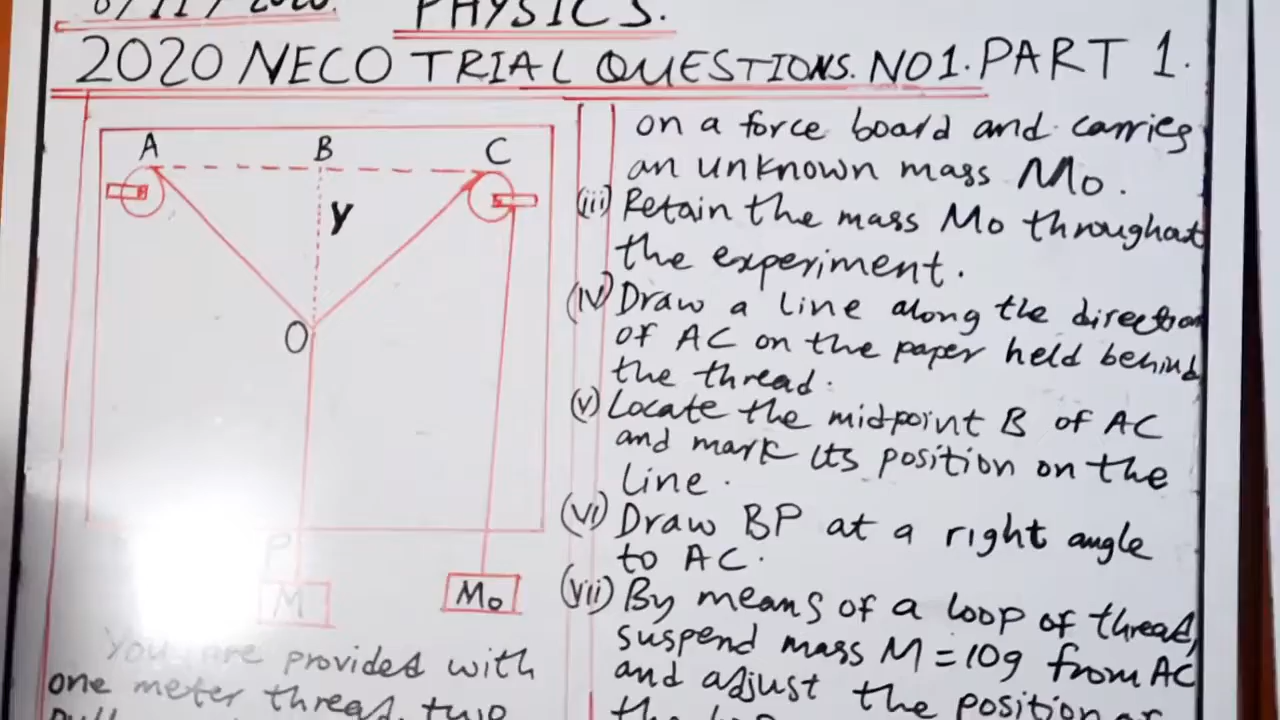 PHYSICS.
2020 NECO TRIAL QUESTIONS. NO1. PART 1.
A B C
y
O
P
M
Mo
You are provided with
one meter thread, two
on a force board and carries
an unknown mass Mo.
(iii) Retain the mass Mo throughout
the experiment.
(iv) Draw a line along the direction
of AC on the paper held behind
the thread.
(v) Locate the midpoint B of AC
and mark its position on the
line.
(vi) Draw BP at a right angle
to AC.
(vii) By means of a loop of thread,
suspend mass M = 10g from AC
and adjust the position of